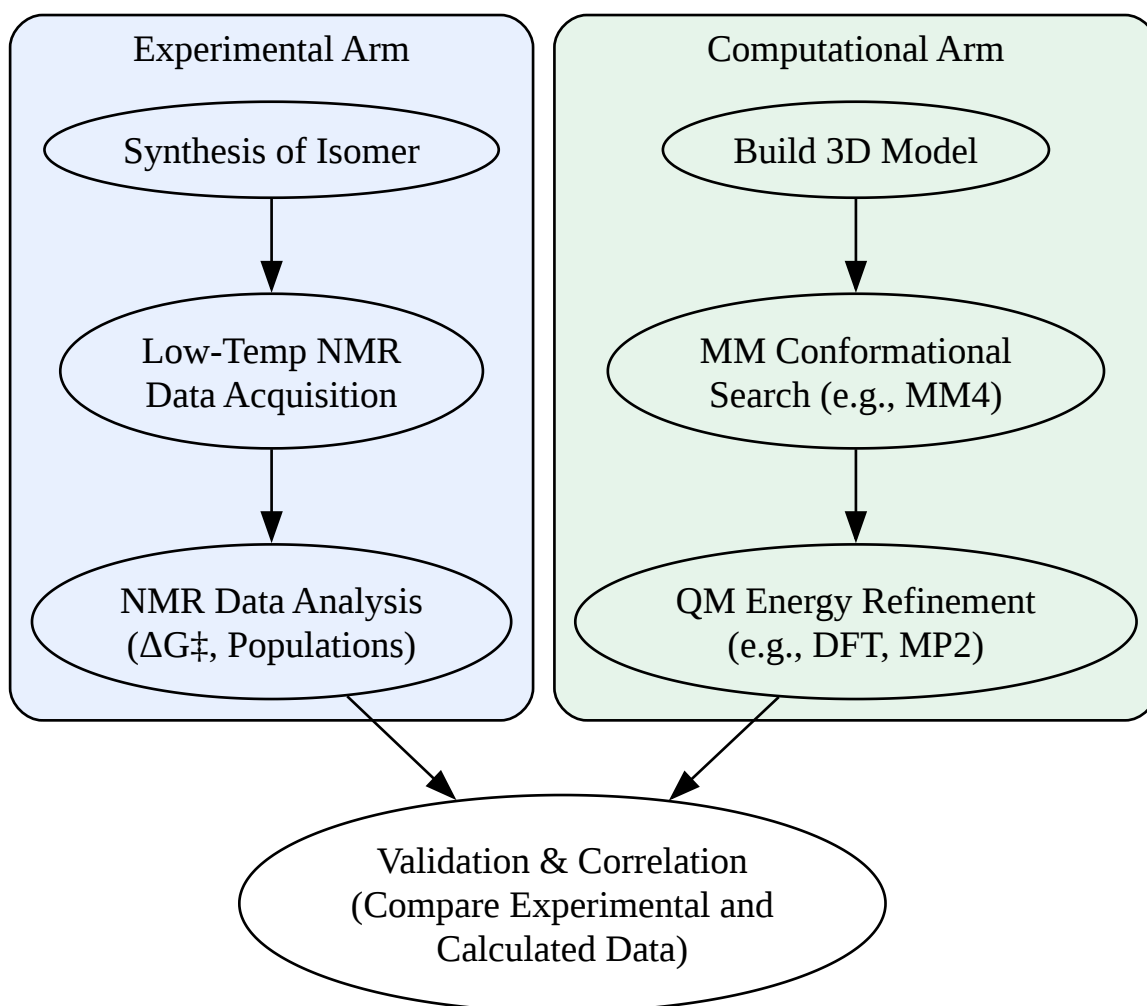 Experimental Arm
Synthesis of Isomer
Low-Temp NMR
Data Acquisition
NMR Data Analysis
(ΔG‡, Populations)
Computational Arm
Build 3D Model
MM Conformational
Search (e.g., MM4)
QM Energy Refinement
(e.g., DFT, MP2)
Validation & Correlation
(Compare Experimental and
Calculated Data)